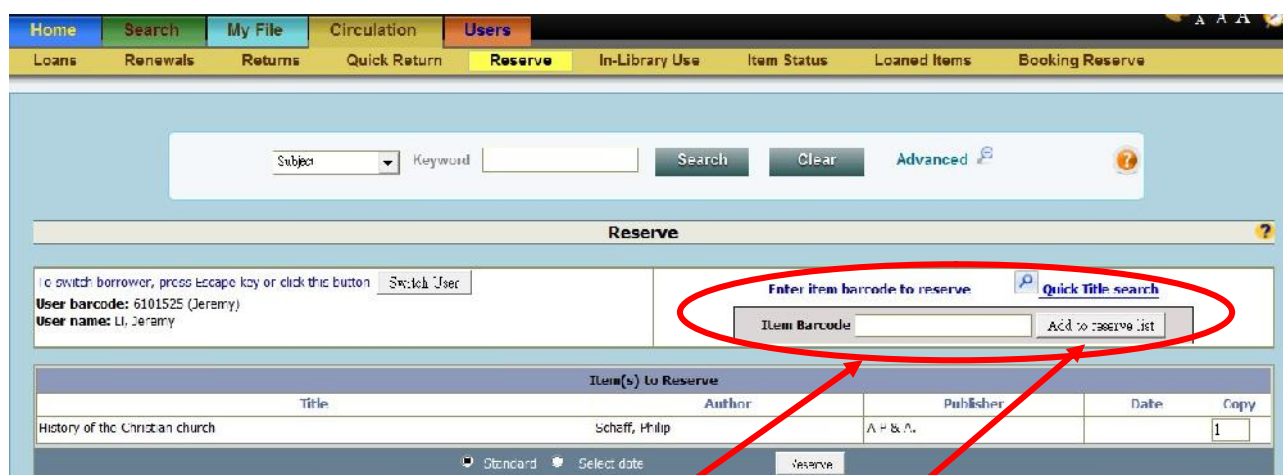 A A A
Home Search My File Circulation Users
Loans Renewals Returns Quick Return Reserve In-Library Use Item Status Loaned Items Booking Reserve
Subject Keyword Search Clear Advanced ?
Reserve ?
To switch borrower, press Escape key or click this button Switch User
User barcode: 6101525 (Jeremy)
User name: Li, Jeremy
Enter item barcode to reserve Quick Title search
Item Barcode Add to reserve list
Item(s) to Reserve
Title Author Publisher Date Copy
History of the Christian church Schaff, Philip 1
Standard Select date Reserve